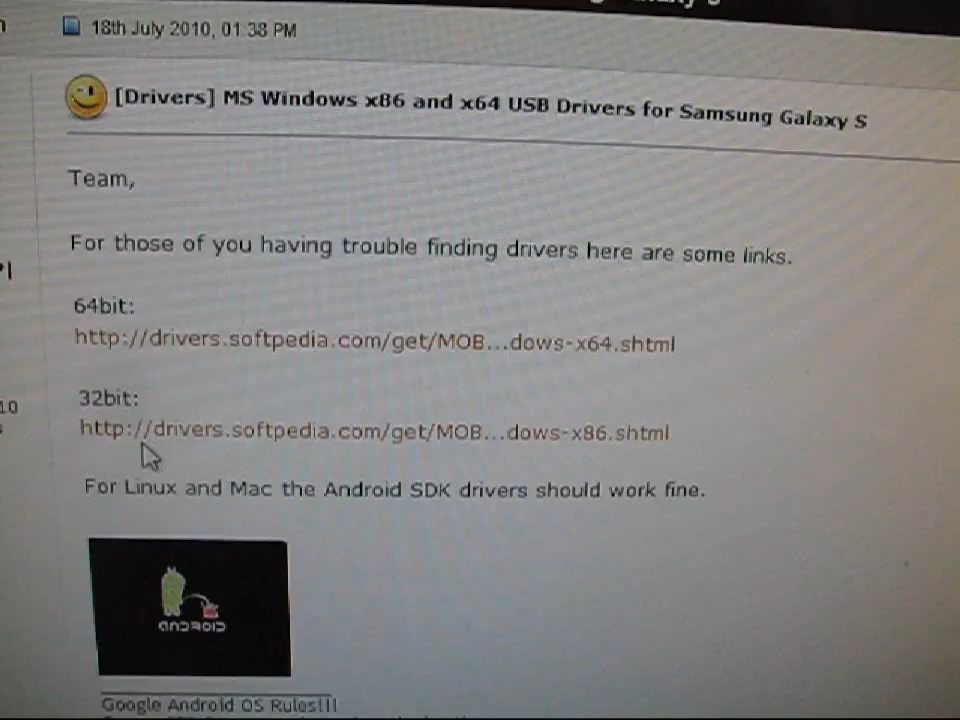 18th July 2010, 01:38 PM
[Drivers] MS Windows x86 and x64 USB Drivers for Samsung Galaxy S
Team,
For those of you having trouble finding drivers here are some links.
64bit:
http://drivers.softpedia.com/get/MOB...dows-x64.shtml
32bit:
http://drivers.softpedia.com/get/MOB...dows-x86.shtml
10
For Linux and Mac the Android SDK drivers should work fine.
ANDROID
Google Android OS Rules!!!